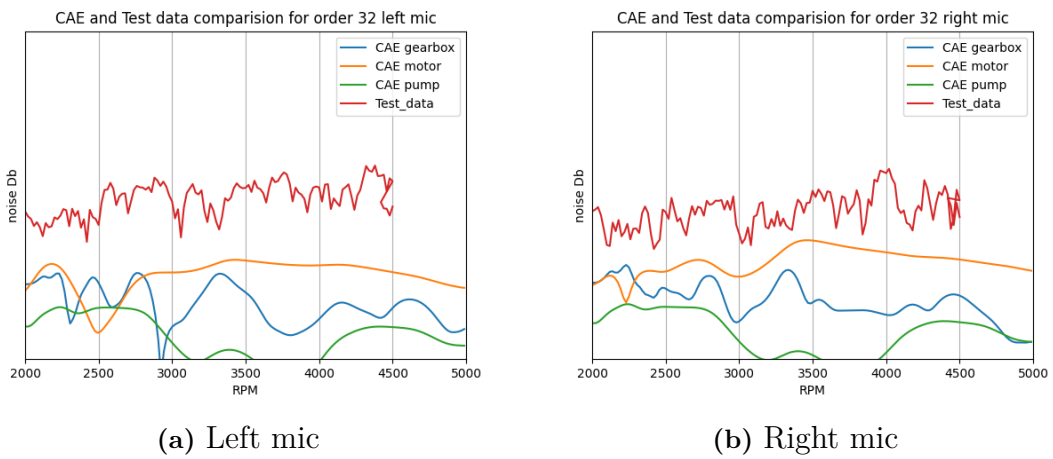 CAE and Test data comparision for order 32 left mic
CAE gearbox
CAE motor
CAE pump
Test_data
noise Db
2000 2500 3000 3500 4000 4500 5000
RPM
(a) Left mic
CAE and Test data comparision for order 32 right mic
CAE gearbox
CAE motor
CAE pump
Test_data
noise Db
2000 2500 3000 3500 4000 4500 5000
RPM
(b) Right mic